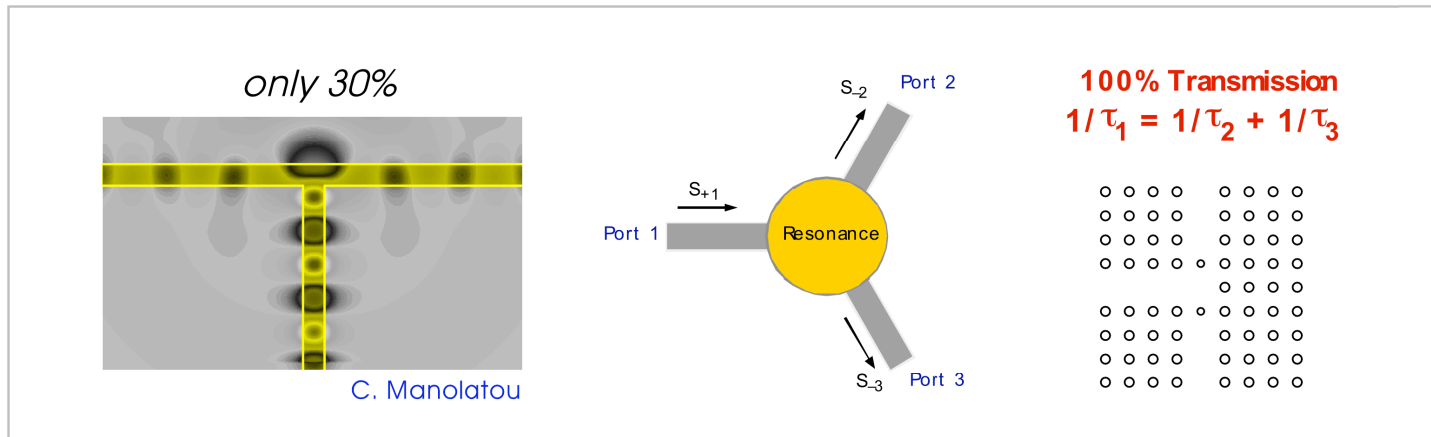 only 30%
C. Manolatou
S–2
Port 2
S+1
Port 1
Resonance
S–3
Port 3
100% Transmission
1/τ1 = 1/τ2 + 1/τ3